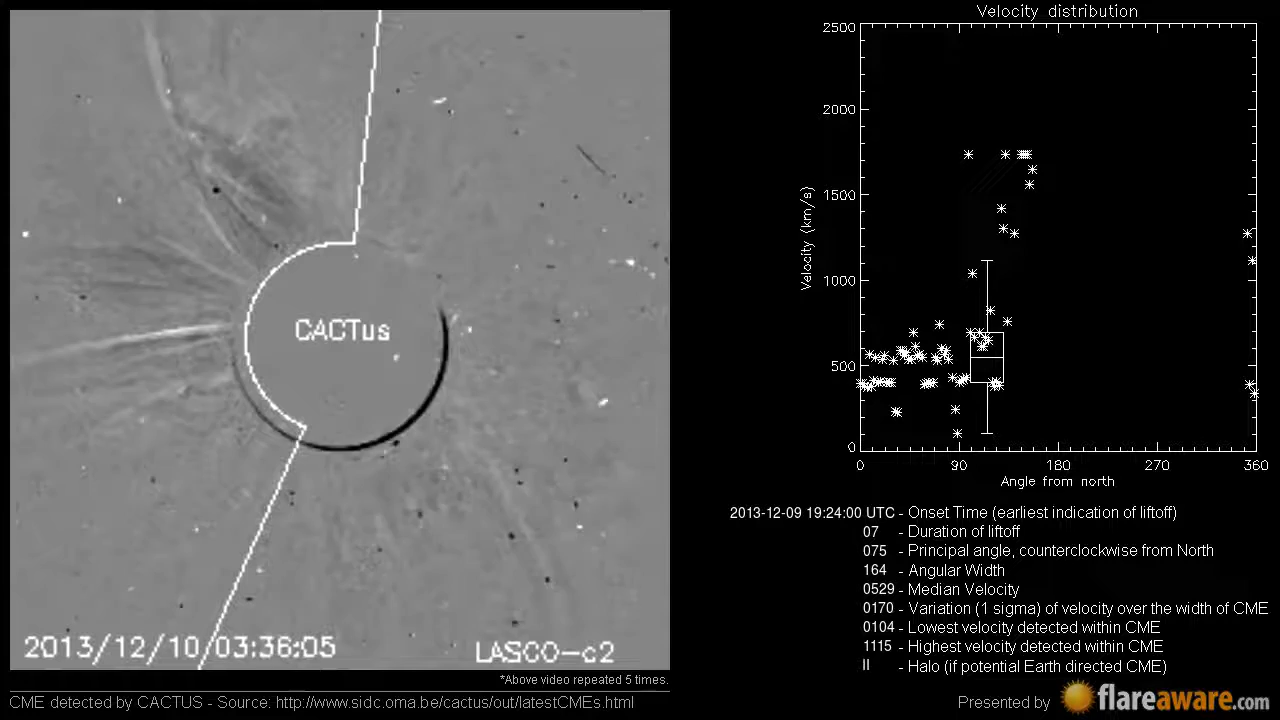 Velocity distribution
2500
2000
1500
1000
500
0
Velocity (km/s)
0 90 180 270 360
Angle from north
CACTus
2013/12/10/03:36:05
LASCO-c2
2013-12-09 19:24:00 UTC - Onset Time (earliest indication of liftoff)
07 - Duration of liftoff
075 - Principal angle, counterclockwise from North
164 - Angular Width
0529 - Median Velocity
0170 - Variation (1 sigma) of velocity over the width of CME
0104 - Lowest velocity detected within CME
1115 - Highest velocity detected within CME
II - Halo (if potential Earth directed CME)
*Above video repeated 5 times.
CME detected by CACTUS - Source: http://www.sidc.oma.be/cactus/out/latestCMEs.html
Presented by flareaware.com